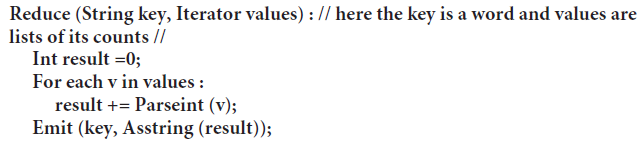 Reduce (String key, Iterator values) : // here the key is a word and values are
lists of its counts //
Int result =0;
For each v in values :
result += Parseint (v);
Emit (key, Asstring (result));